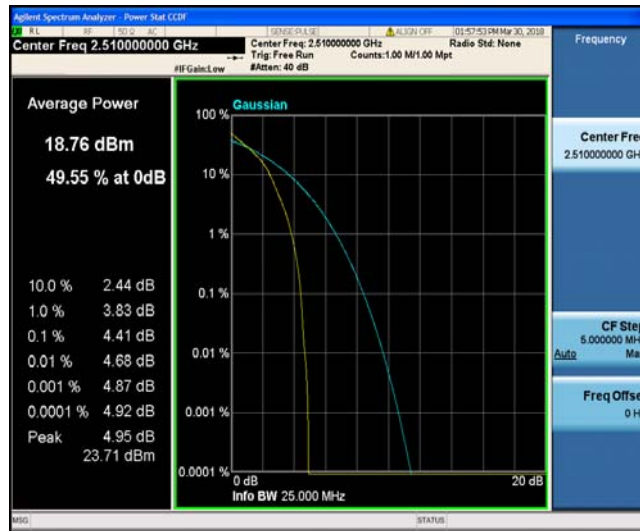 Agilent Spectrum Analyzer - Power Stat CCDF
RL RF 50 Ω AC SENSE:PULSE ALIGN OFF 01:57:53 PM Mar 30, 2018
Center Freq 2.510000000 GHz
Center Freq: 2.510000000 GHz Radio Std: None
Trig: Free Run Counts:1.00 M/1.00 Mpt
#IFGain:Low #Atten: 40 dB
Frequency
Average Power
18.76 dBm
49.55 % at 0dB
10.0 % 2.44 dB
1.0 % 3.83 dB
0.1 % 4.41 dB
0.01 % 4.68 dB
0.001 % 4.87 dB
0.0001 % 4.92 dB
Peak 4.95 dB
23.71 dBm
Gaussian
100 %
10 %
1 %
0.1 %
0.01 %
0.001 %
0.0001 %
0 dB 20 dB
Info BW 25.000 MHz
Center Fre
2.510000000 GH
CF Ste
5.000000 MH
Auto Ma
Freq Offse
0 H
MSG STATUS